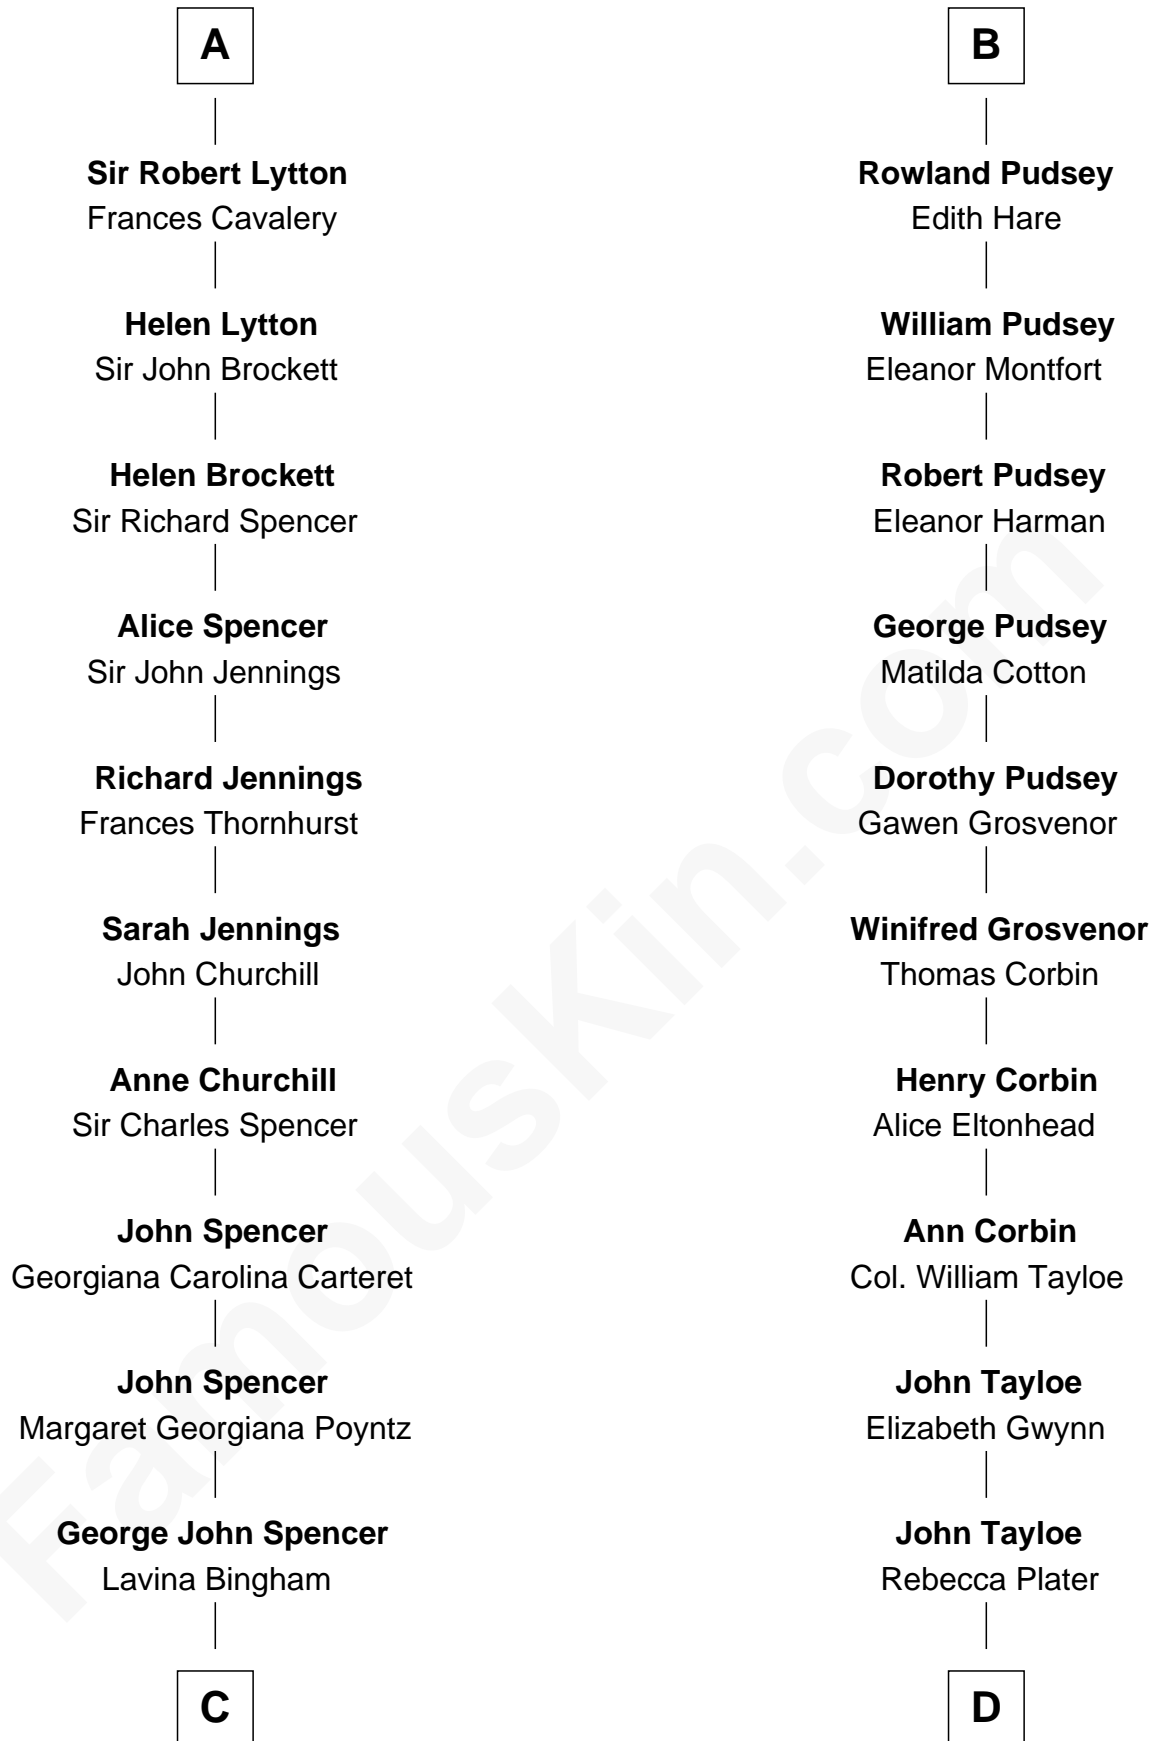 A
Sir Robert Lytton
Frances Cavalery
Helen Lytton
Sir John Brockett
Helen Brockett
Sir Richard Spencer
Alice Spencer
Sir John Jennings
Richard Jennings
Frances Thornhurst
Sarah Jennings
John Churchill
Anne Churchill
Sir Charles Spencer
John Spencer
Georgiana Carolina Carteret
John Spencer
Margaret Georgiana Poyntz
George John Spencer
Lavina Bingham
C
B
Rowland Pudsey
Edith Hare
William Pudsey
Eleanor Montfort
Robert Pudsey
Eleanor Harman
George Pudsey
Matilda Cotton
Dorothy Pudsey
Gawen Grosvenor
Winifred Grosvenor
Thomas Corbin
Henry Corbin
Alice Eltonhead
Ann Corbin
Col. William Tayloe
John Tayloe
Elizabeth Gwynn
John Tayloe
Rebecca Plater
D
FamousKin.com